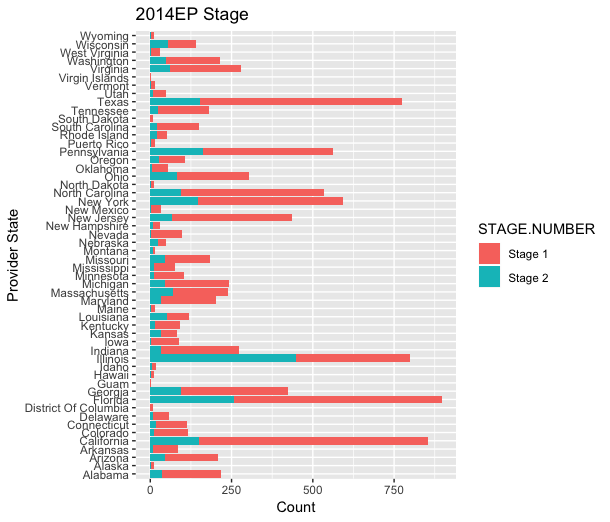 2014EP Stage
Provider State
Wyoming
Wisconsin
West Virginia
Washington
Virginia
Virgin Islands
Vermont
Utah
Texas
Tennessee
South Dakota
South Carolina
Rhode Island
Puerto Rico
Pennsylvania
Oregon
Oklahoma
Ohio
North Dakota
North Carolina
New York
New Mexico
New Jersey
New Hampshire
Nevada
Nebraska
Montana
Missouri
Mississippi
Minnesota
Michigan
Massachusetts
Maryland
Maine
Louisiana
Kentucky
Kansas
Iowa
Indiana
Illinois
Idaho
Hawaii
Guam
Georgia
Florida
District Of Columbia
Delaware
Connecticut
Colorado
California
Arkansas
Arizona
Alaska
Alabama
0 250 500 750
Count
STAGE.NUMBER
Stage 1
Stage 2